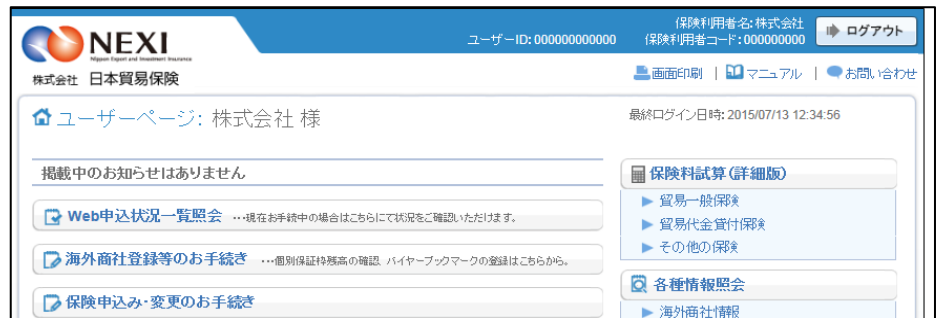 NEXI
Nippon Export and Investment Insurance
株式会社 日本貿易保険
ユーザーID: 000000000000
保険利用者名: 株式会社
保険利用者コード: 000000000
ログアウト
画面印刷 | マニュアル | お問い合わせ
ユーザーページ: 株式会社 様
最終ログイン日時: 2015/07/13 12:34:56
掲載中のお知らせはありません
Web申込状況一覧照会 …現在お手続中の場合はこちらにて状況をご確認いただけます。
海外商社登録等のお手続き …個別保証枠残高の確認、バイヤーブックマークの登録はこちらから。
保険申込み・変更のお手続き
保険料試算(詳細版)
貿易一般保険
貿易代金貸付保険
その他の保険
各種情報照会
海外商社情報